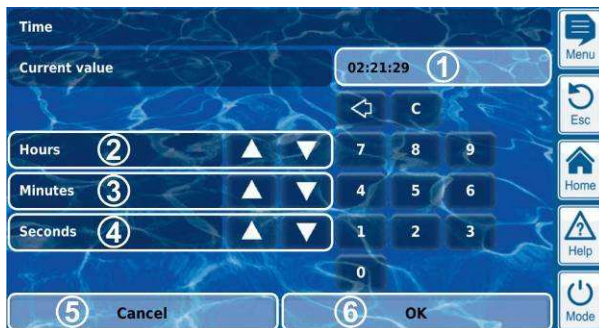 Time
Menu
Current value 02:21:29 1
C Esc
Hours 2 7 8 9
Home
Minutes 3 4 5 6
Seconds 4 1 2 3
Help
0
5 Cancel 6 OK
Mode